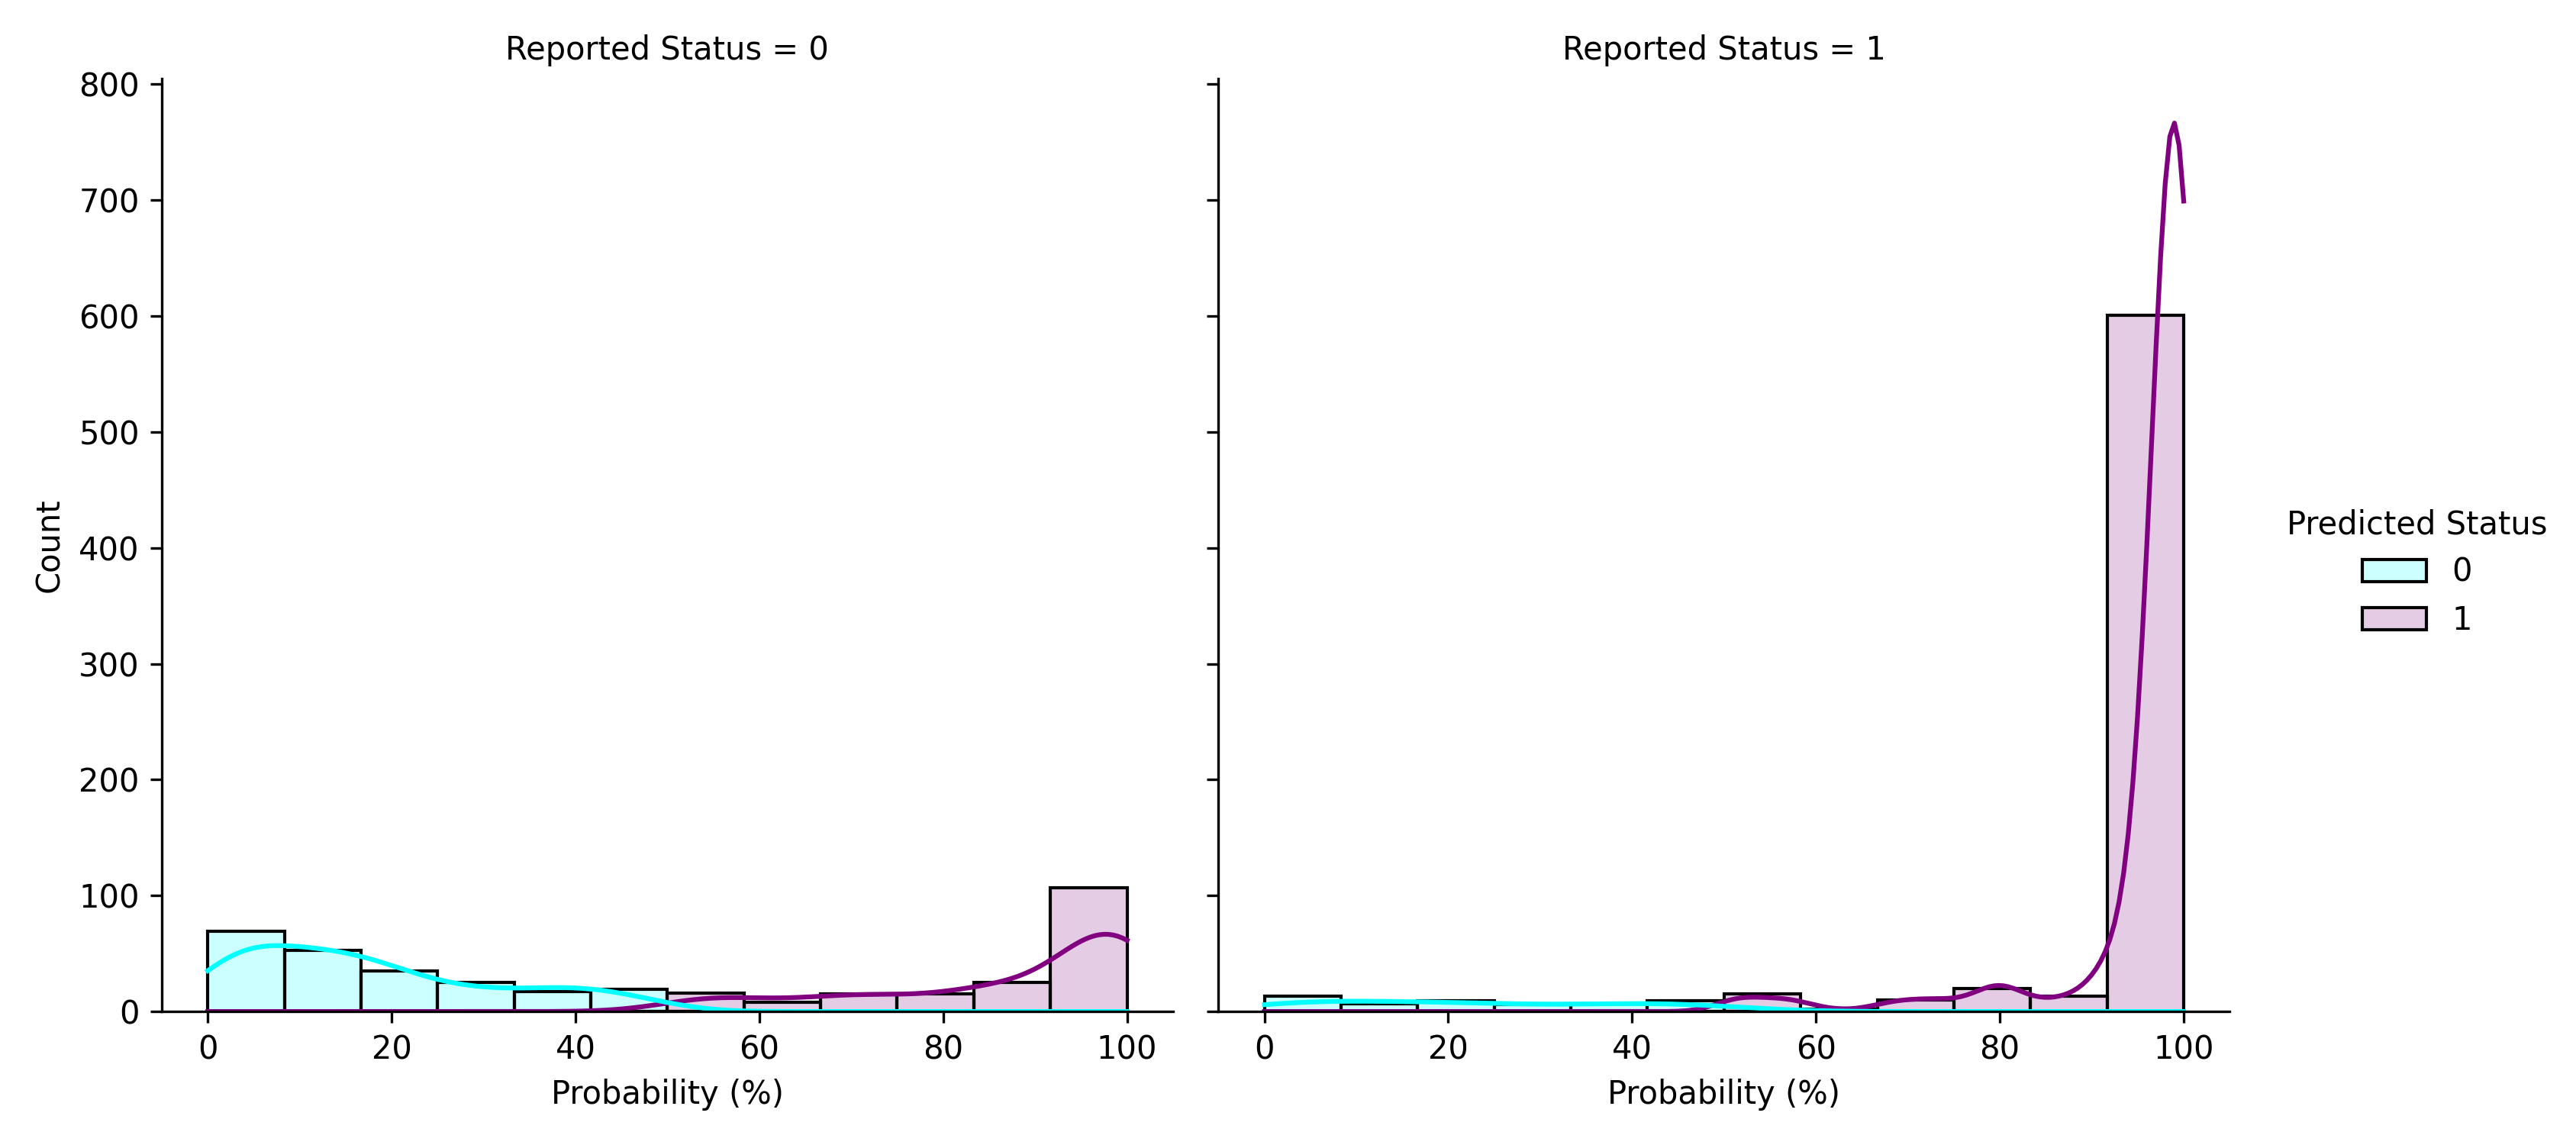 Reported Status = 0
Reported Status = 1
800
700
600
500
400
300
200
100
0
Count
0 20 40 60 80 100
0 20 40 60 80 100
Probability (%)
Probability (%)
Predicted Status
0
1